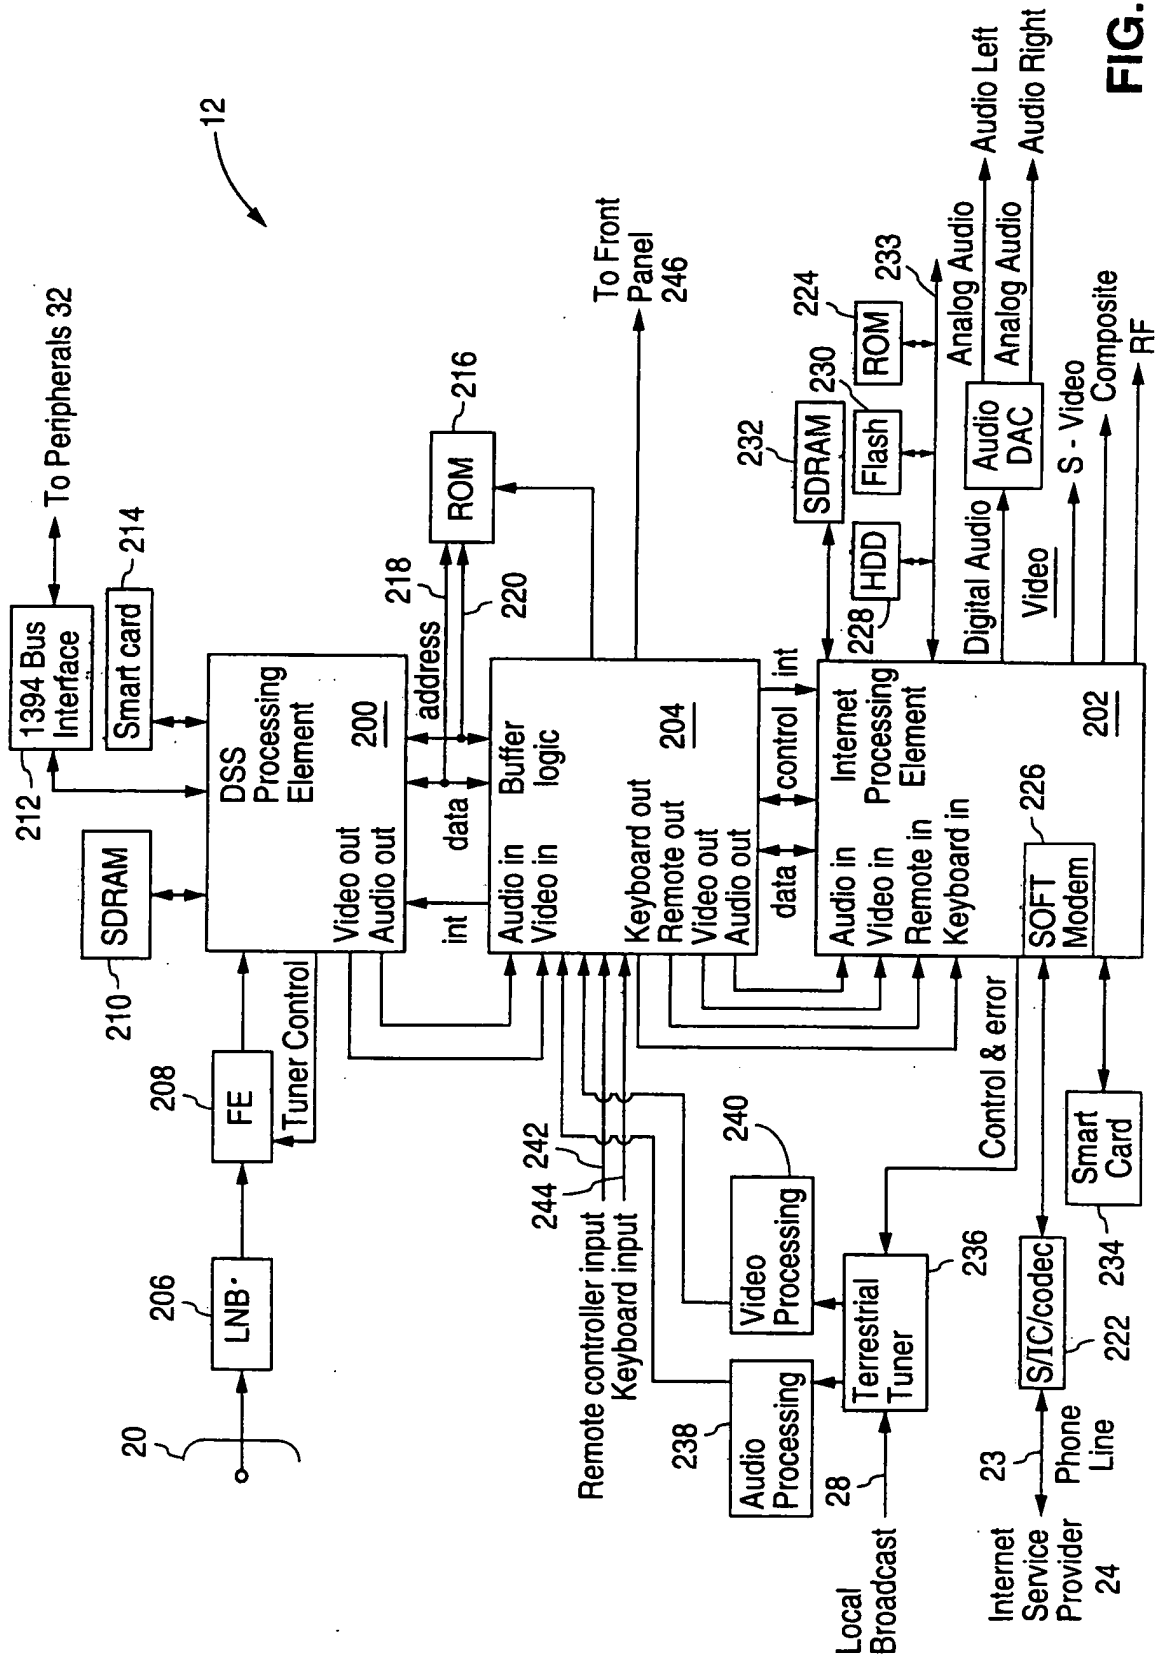 12
To Peripherals 32
1394 Bus
Interface
212
Smart card
214
SDRAM
210
DSS
Processing
Element
200
Video out
Audio out
20
LNB
206
FE
208
Tuner Control
int
data
address
218
220
ROM
216
Buffer
logic
204
Audio in
Video in
Keyboard out
Remote out
Video out
Audio out
To Front
Panel
246
242
244
Remote controller input
Keyboard input
Video
Processing
240
Audio
Processing
238
Terrestrial
Tuner
236
28
Local
Broadcast
data
control
int
Internet
Processing
Element
202
Audio in
Video in
Remote in
Keyboard in
SOFT
Modem
226
Control & error
Smart
Card
234
S/IC/codec
222
23
Phone
Line
Internet
Service
Provider
24
SDRAM
232
HDD
228
Flash
230
ROM
224
233
Digital Audio
Audio
DAC
Analog Audio
Analog Audio
Audio Left
Audio Right
Video
S - Video
Composite
RF
FIG.